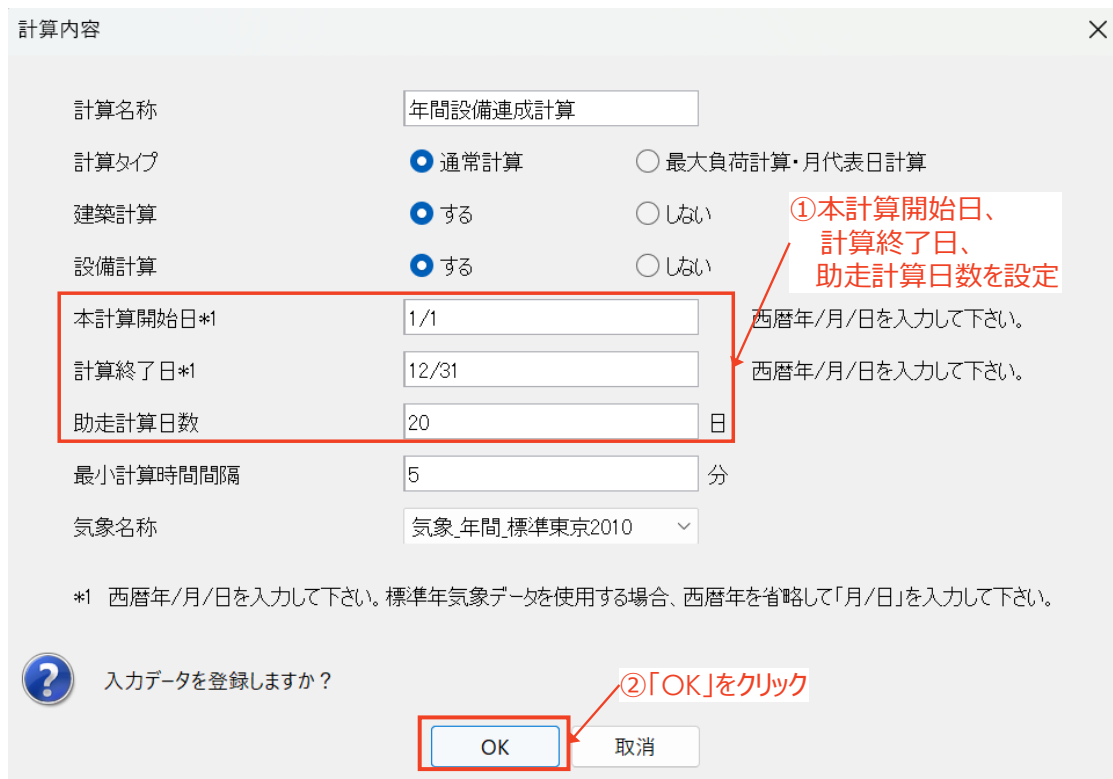 計算内容
計算名称 年間設備連成計算
計算タイプ 通常計算 最大負荷計算・月代表日計算
建築計算 する しない
①本計算開始日、
計算終了日、
助走計算日数を設定
設備計算 する しない
本計算開始日*1 1/1 西暦年/月/日を入力して下さい。
計算終了日*1 12/31 西暦年/月/日を入力して下さい。
助走計算日数 20 日
最小計算時間間隔 5 分
気象名称 気象_年間_標準東京2010
*1 西暦年/月/日を入力して下さい。標準年気象データを使用する場合、西暦年を省略して「月/日」を入力して下さい。
入力データを登録しますか？
②「OK」をクリック
OK 取消